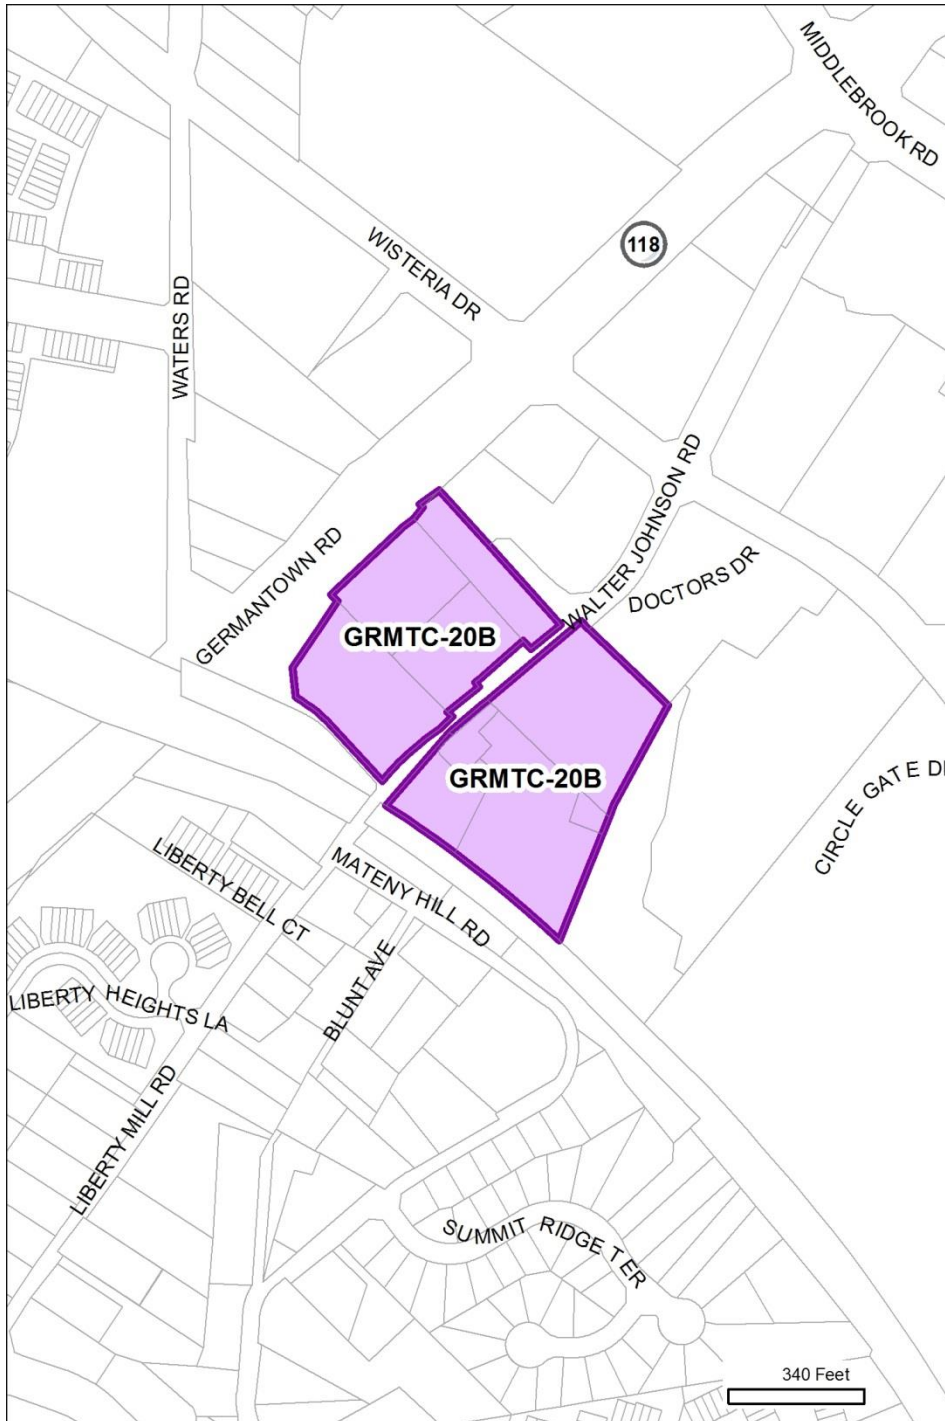 MIDDLEBROOK RD
118
WISTERIA DR
WATERS RD
WALTER JOHNSON RD
GERMANTOWN RD
DOCTORS DR
GRMTC-20B
GRMTC-20B
CIRCLE GATE D
MATENY HILL RD
LIBERTY BELL CT
BLUNT AVE
LIBERTY HEIGHTS LA
LIBERTY MILL RD
SUMMIT RIDGE TER
340 Feet